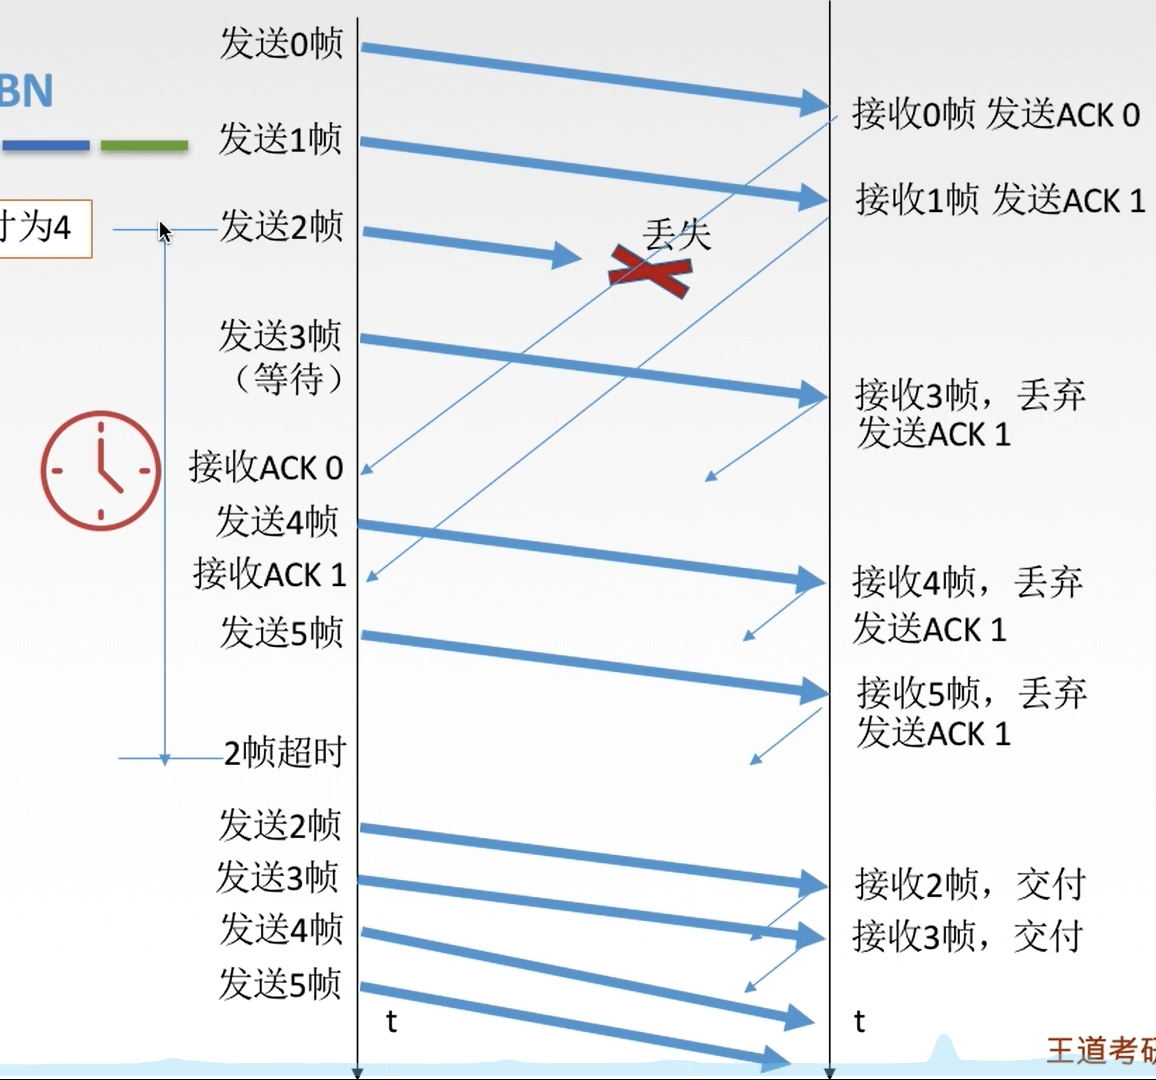 发送0帧
BN
接收0帧 发送ACK 0
发送1帧
接收1帧 发送ACK 1
为4
发送2帧
丢失
发送3帧
（等待）
接收3帧，丢弃
发送ACK 1
接收ACK 0
发送4帧
接收ACK 1
接收4帧，丢弃
发送ACK 1
发送5帧
接收5帧，丢弃
发送ACK 1
2帧超时
发送2帧
发送3帧
接收2帧，交付
发送4帧
接收3帧，交付
发送5帧
t
t
王道考